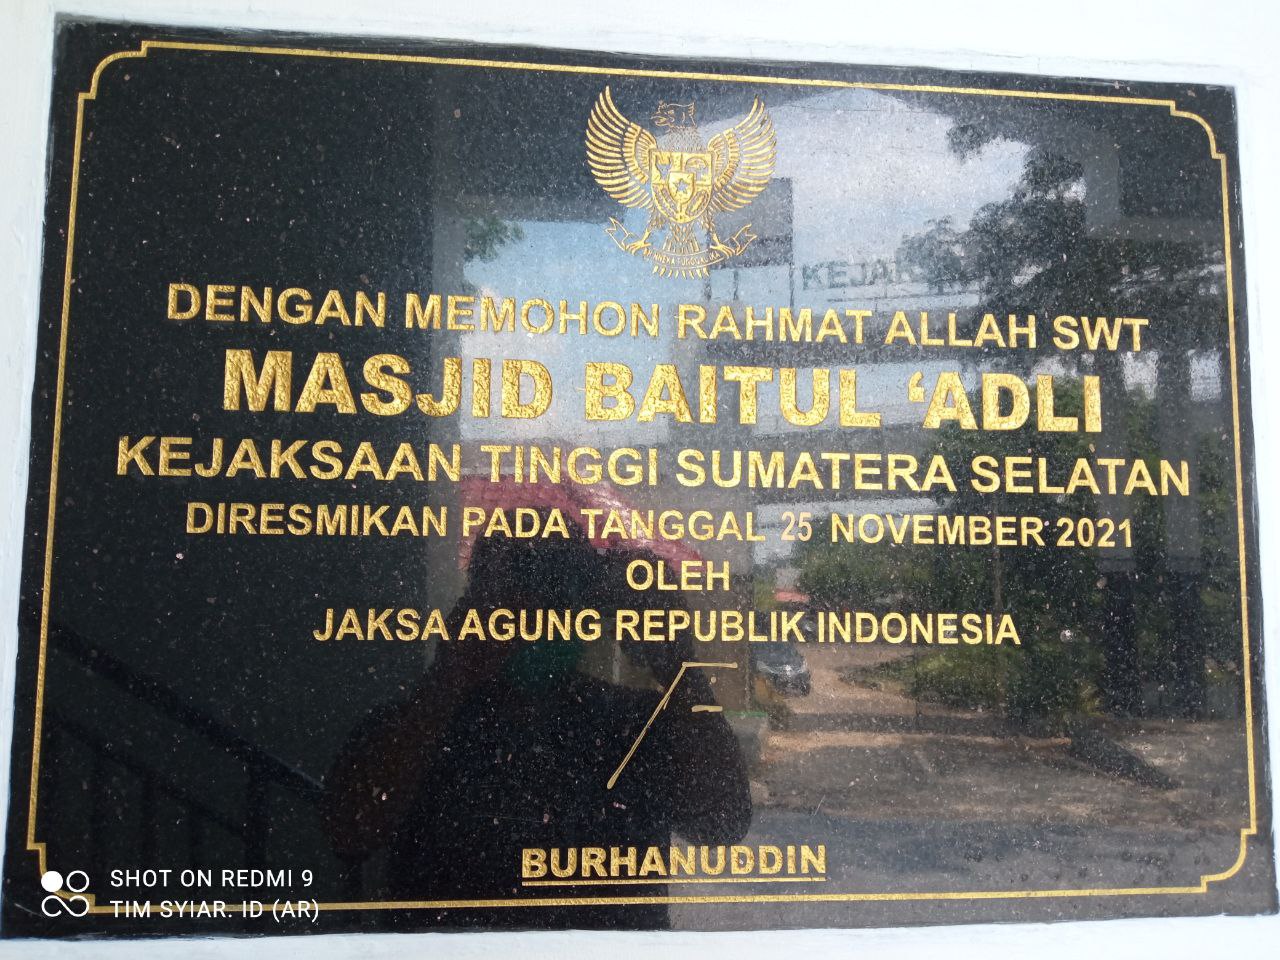 DENGAN MEMOHON RAHMAT ALLAH SWT
MASJID BAITUL ‘ADLI
KEJAKSAAN TINGGI SUMATERA SELATAN
DIRESMIKAN PADA TANGGAL 25 NOVEMBER 2021
OLEH
JAKSA AGUNG REPUBLIK INDONESIA
BURHANUDDIN
SHOT ON REDMI 9
TIM SYIAR. ID (AR)